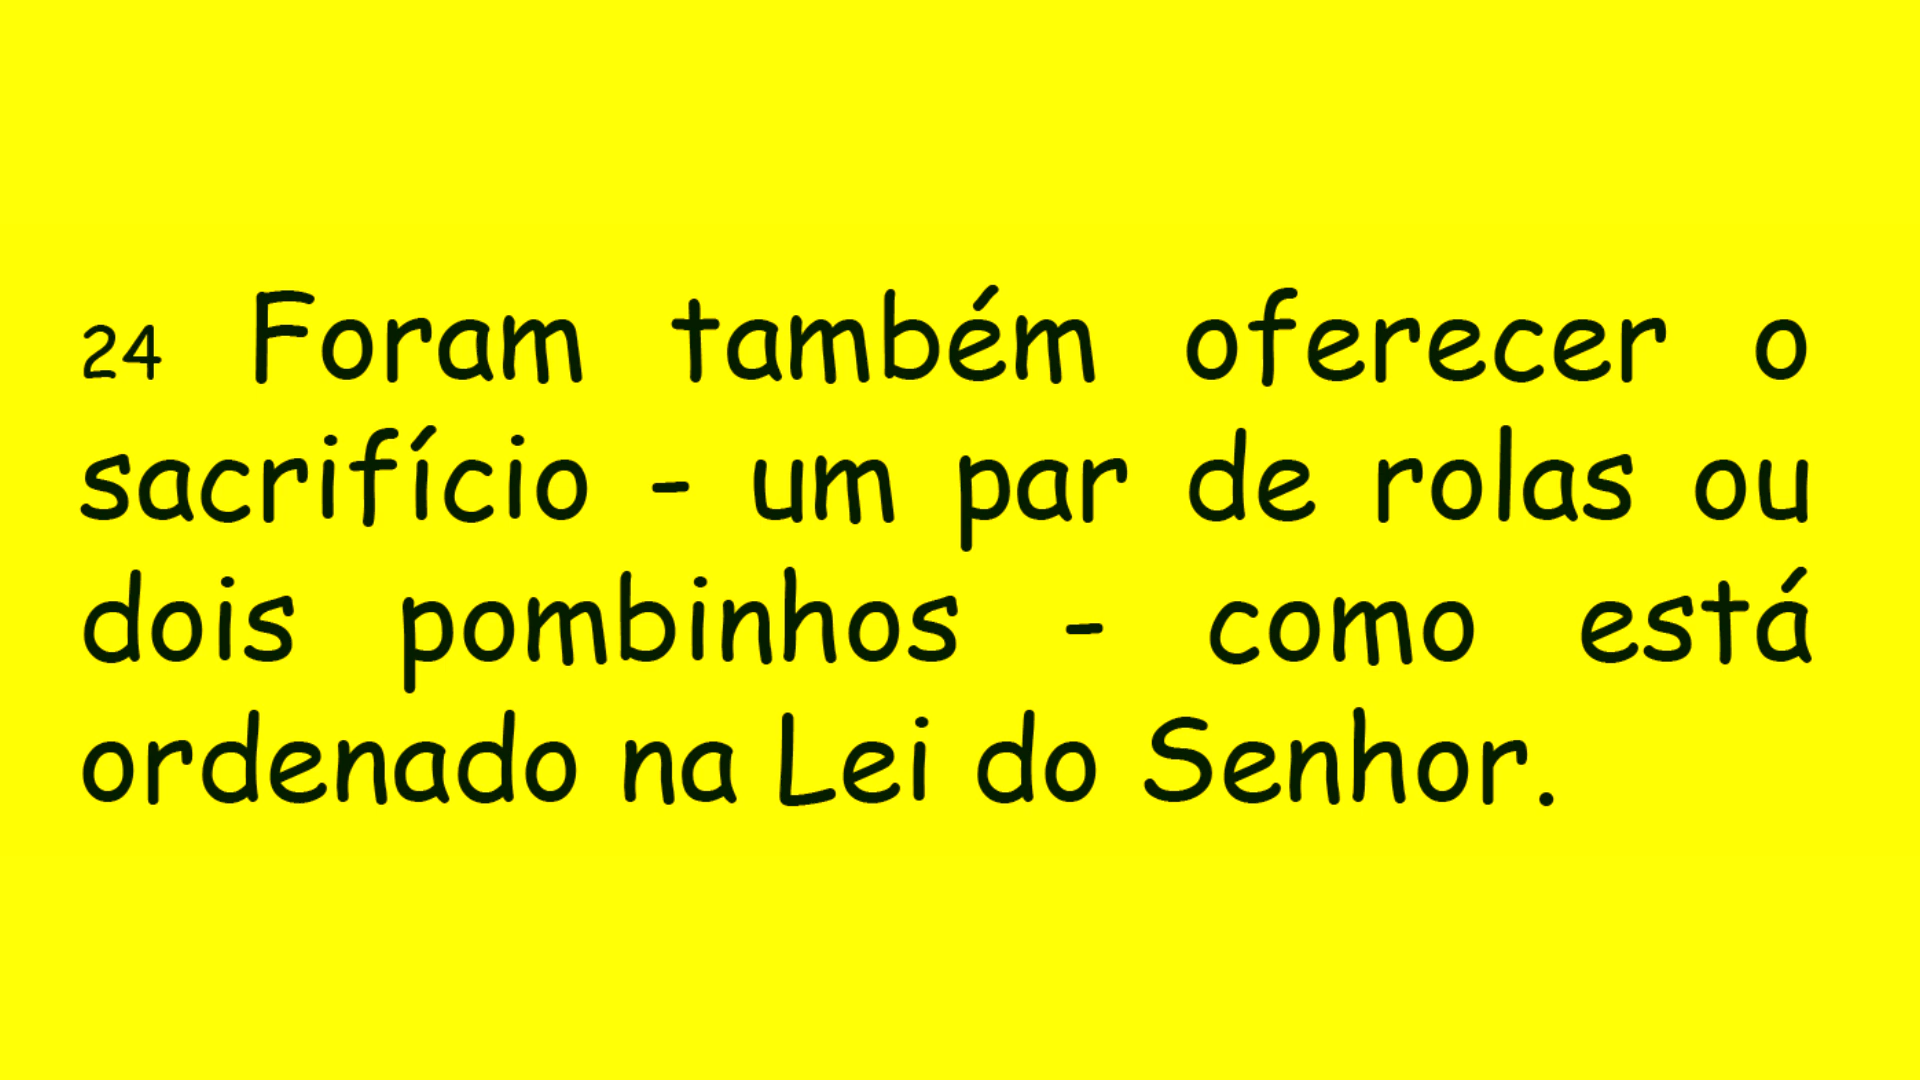 24 Foram também oferecer o
sacrifício - um par de rolas ou
dois pombinhos - como está
ordenado na Lei do Senhor.